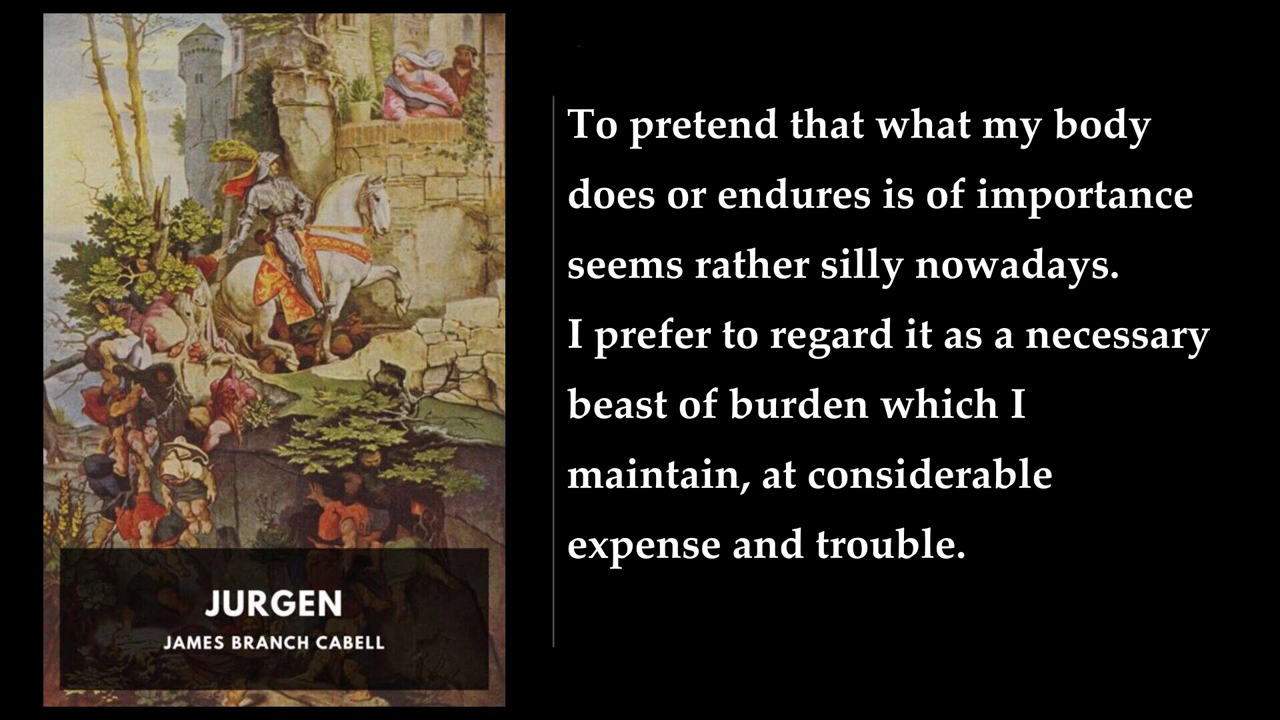 JURGEN
JAMES BRANCH CABELL
To pretend that what my body
does or endures is of importance
seems rather silly nowadays.
I prefer to regard it as a necessary
beast of burden which I
maintain, at considerable
expense and trouble.